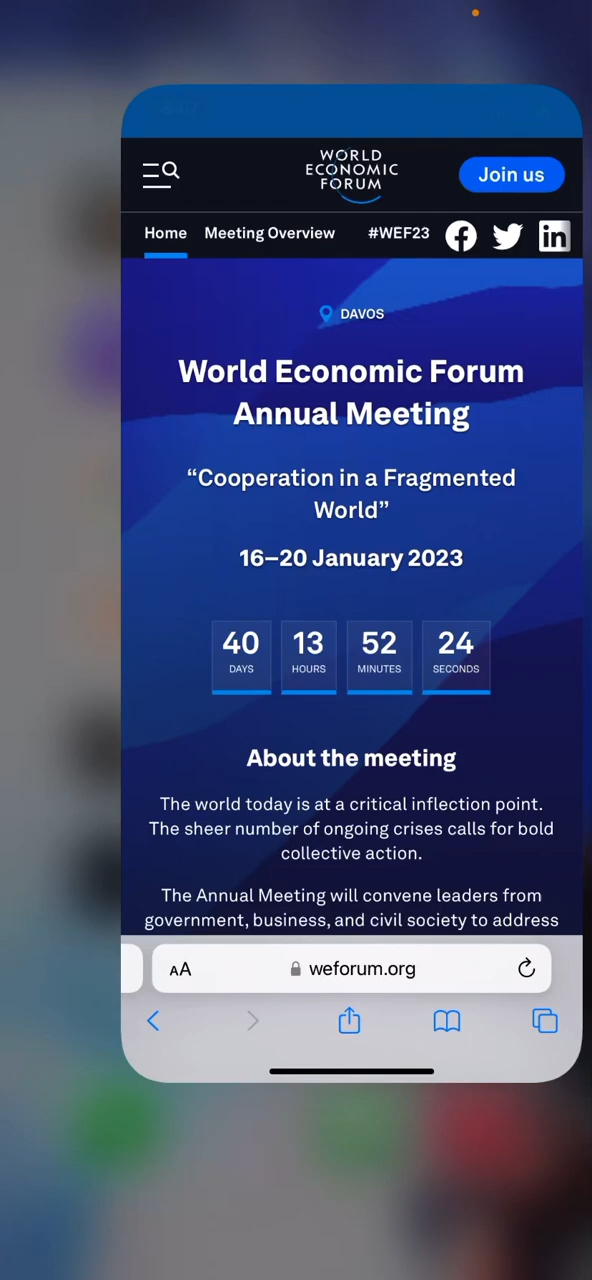 WORLD
ECONOMIC
FORUM
Join us
Home Meeting Overview #WEF23
DAVOS
World Economic Forum
Annual Meeting
“Cooperation in a Fragmented
World”
16–20 January 2023
40 13 52 24
DAYS HOURS MINUTES SECONDS
About the meeting
The world today is at a critical inflection point.
The sheer number of ongoing crises calls for bold
collective action.
The Annual Meeting will convene leaders from
government, business, and civil society to address
AA weforum.org